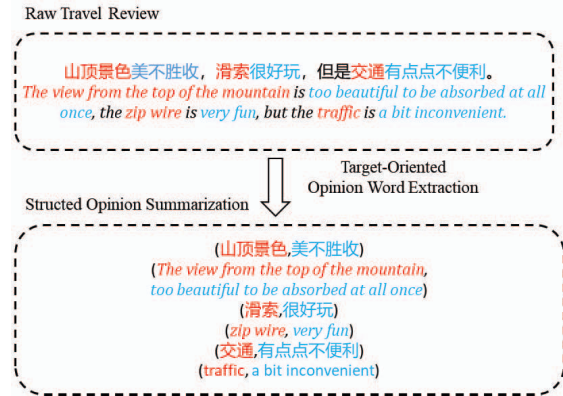 Raw Travel Review
山顶景色美不胜收，滑索很好玩，但是交通有点点不便利。
The view from the top of the mountain is too beautiful to be absorbed at all
once, the zip wire is very fun, but the traffic is a bit inconvenient.
Target-Oriented
Opinion Word Extraction
Structed Opinion Summarization
(山顶景色,美不胜收)
(The view from the top of the mountain,
too beautiful to be absorbed at all once)
(滑索,很好玩)
(zip wire, very fun)
(交通,有点点不便利)
(traffic, a bit inconvenient)